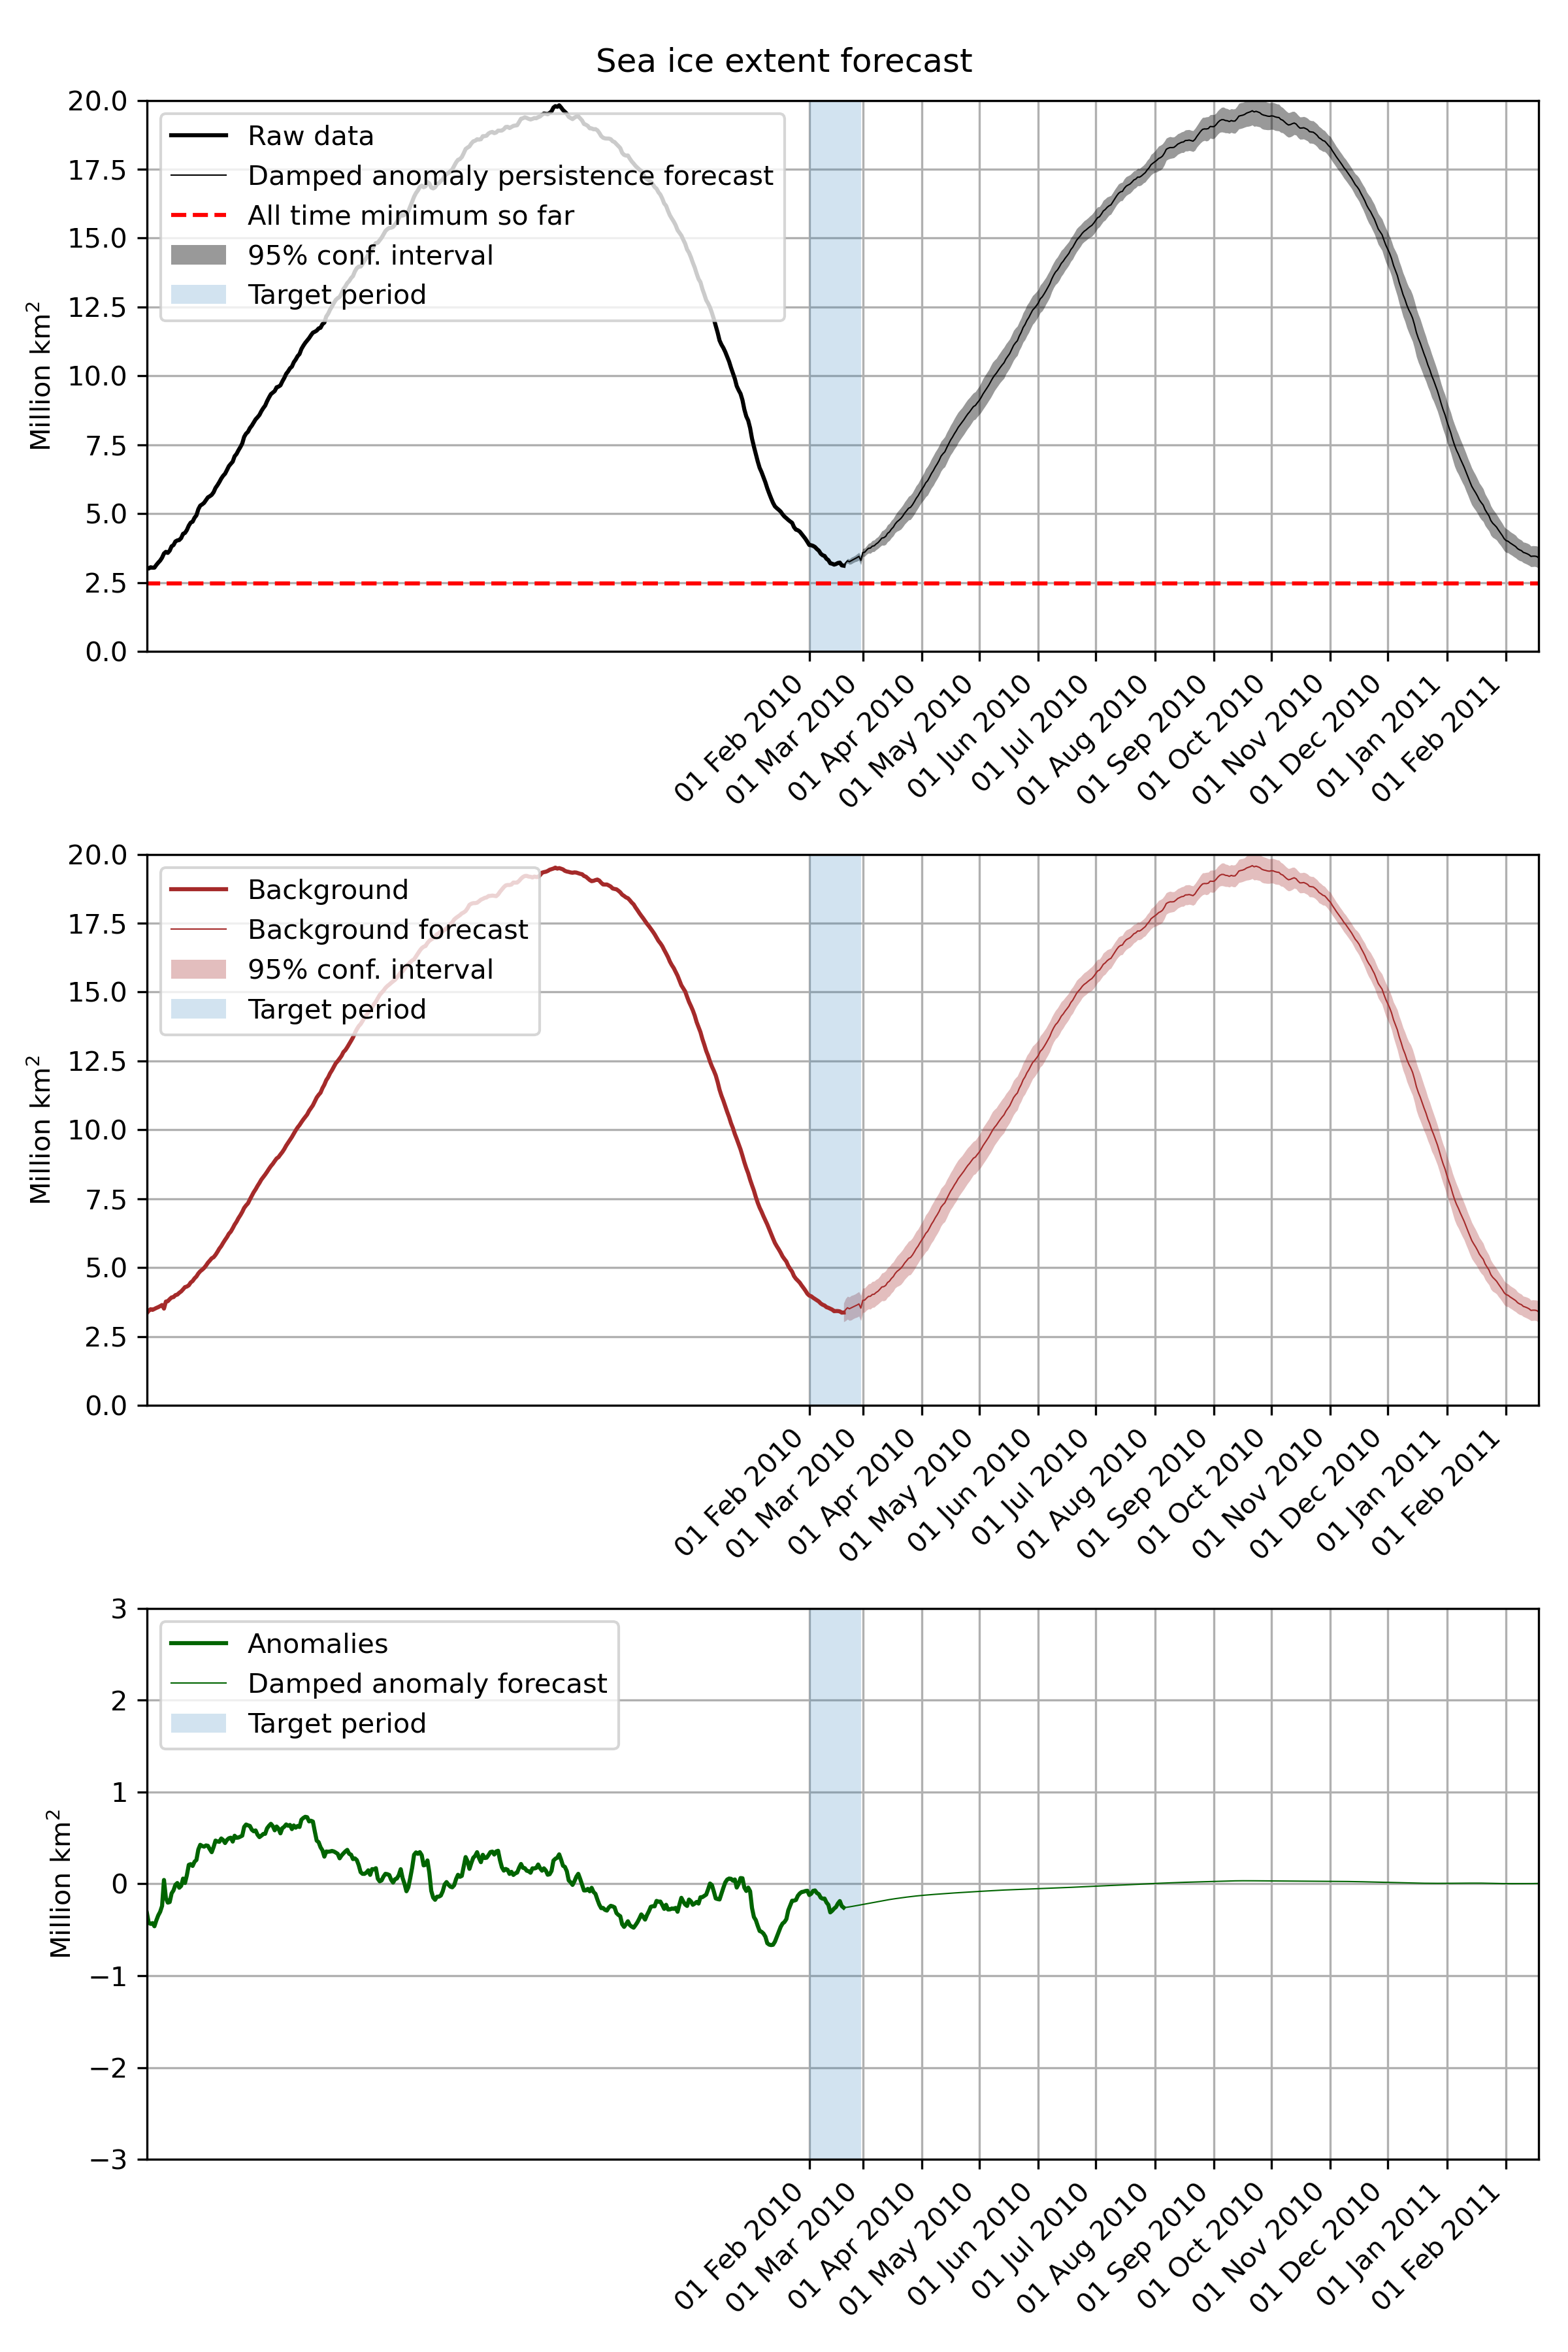 Sea ice extent forecast
20.0
17.5
15.0
12.5
10.0
7.5
5.0
2.5
0.0
Million km²
Raw data
Damped anomaly persistence forecast
All time minimum so far
95% conf. interval
Target period
01 Feb 2010
01 Mar 2010
01 Apr 2010
01 May 2010
01 Jun 2010
01 Jul 2010
01 Aug 2010
01 Sep 2010
01 Oct 2010
01 Nov 2010
01 Dec 2010
01 Jan 2011
01 Feb 2011
20.0
17.5
15.0
12.5
10.0
7.5
5.0
2.5
0.0
Million km²
Background
Background forecast
95% conf. interval
Target period
01 Feb 2010
01 Mar 2010
01 Apr 2010
01 May 2010
01 Jun 2010
01 Jul 2010
01 Aug 2010
01 Sep 2010
01 Oct 2010
01 Nov 2010
01 Dec 2010
01 Jan 2011
01 Feb 2011
3
2
1
0
−1
−2
−3
Million km²
Anomalies
Damped anomaly forecast
Target period
01 Feb 2010
01 Mar 2010
01 Apr 2010
01 May 2010
01 Jun 2010
01 Jul 2010
01 Aug 2010
01 Sep 2010
01 Oct 2010
01 Nov 2010
01 Dec 2010
01 Jan 2011
01 Feb 2011